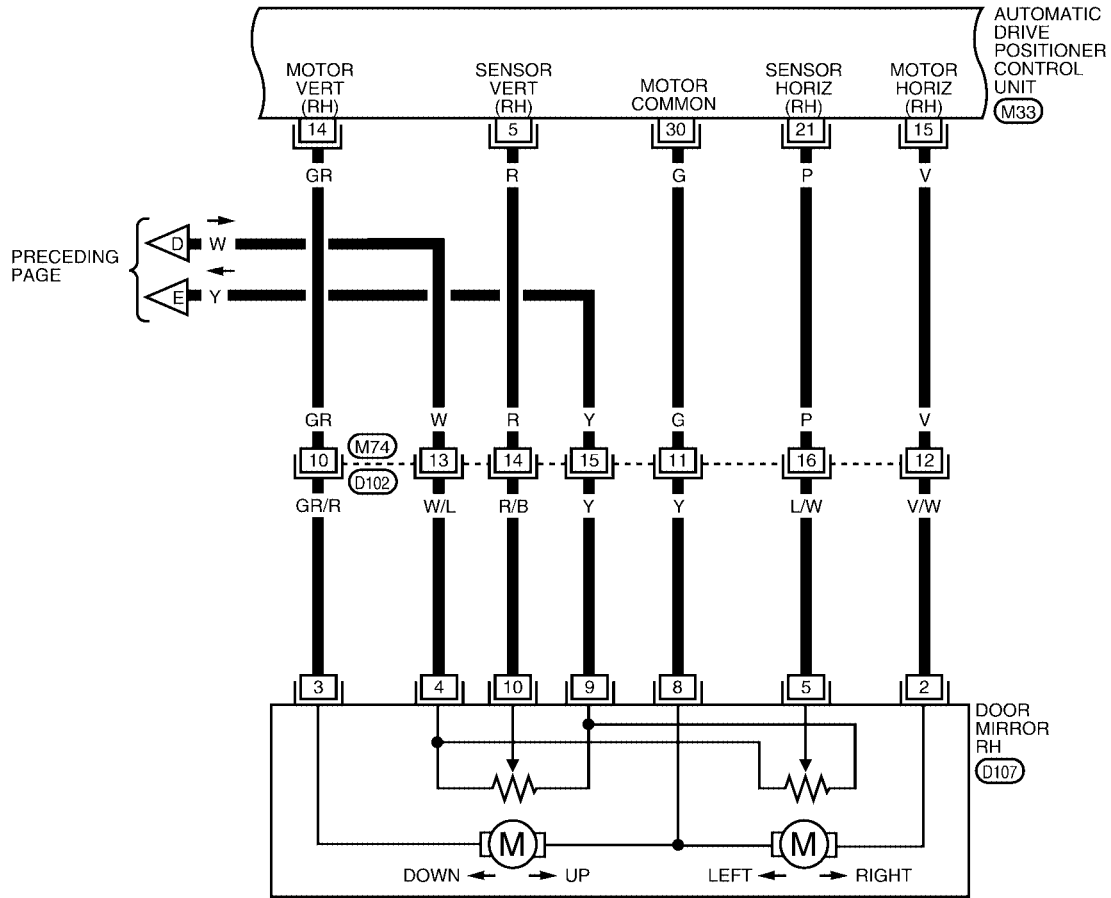 AUTOMATIC
DRIVE
POSITIONER
CONTROL
UNIT
M33
MOTOR
VERT
(RH)
SENSOR
VERT
(RH)
MOTOR
COMMON
SENSOR
HORIZ
(RH)
MOTOR
HORIZ
(RH)
14 5 30 21 15
GR R G P V
PRECEDING
PAGE
D W
E Y
GR W R Y G P V
M74
10 13 14 15 11 16 12
D102
GR/R W/L R/B Y Y L/W V/W
3 4 10 9 8 5 2
DOOR
MIRROR
RH
D107
M M
DOWN UP LEFT RIGHT